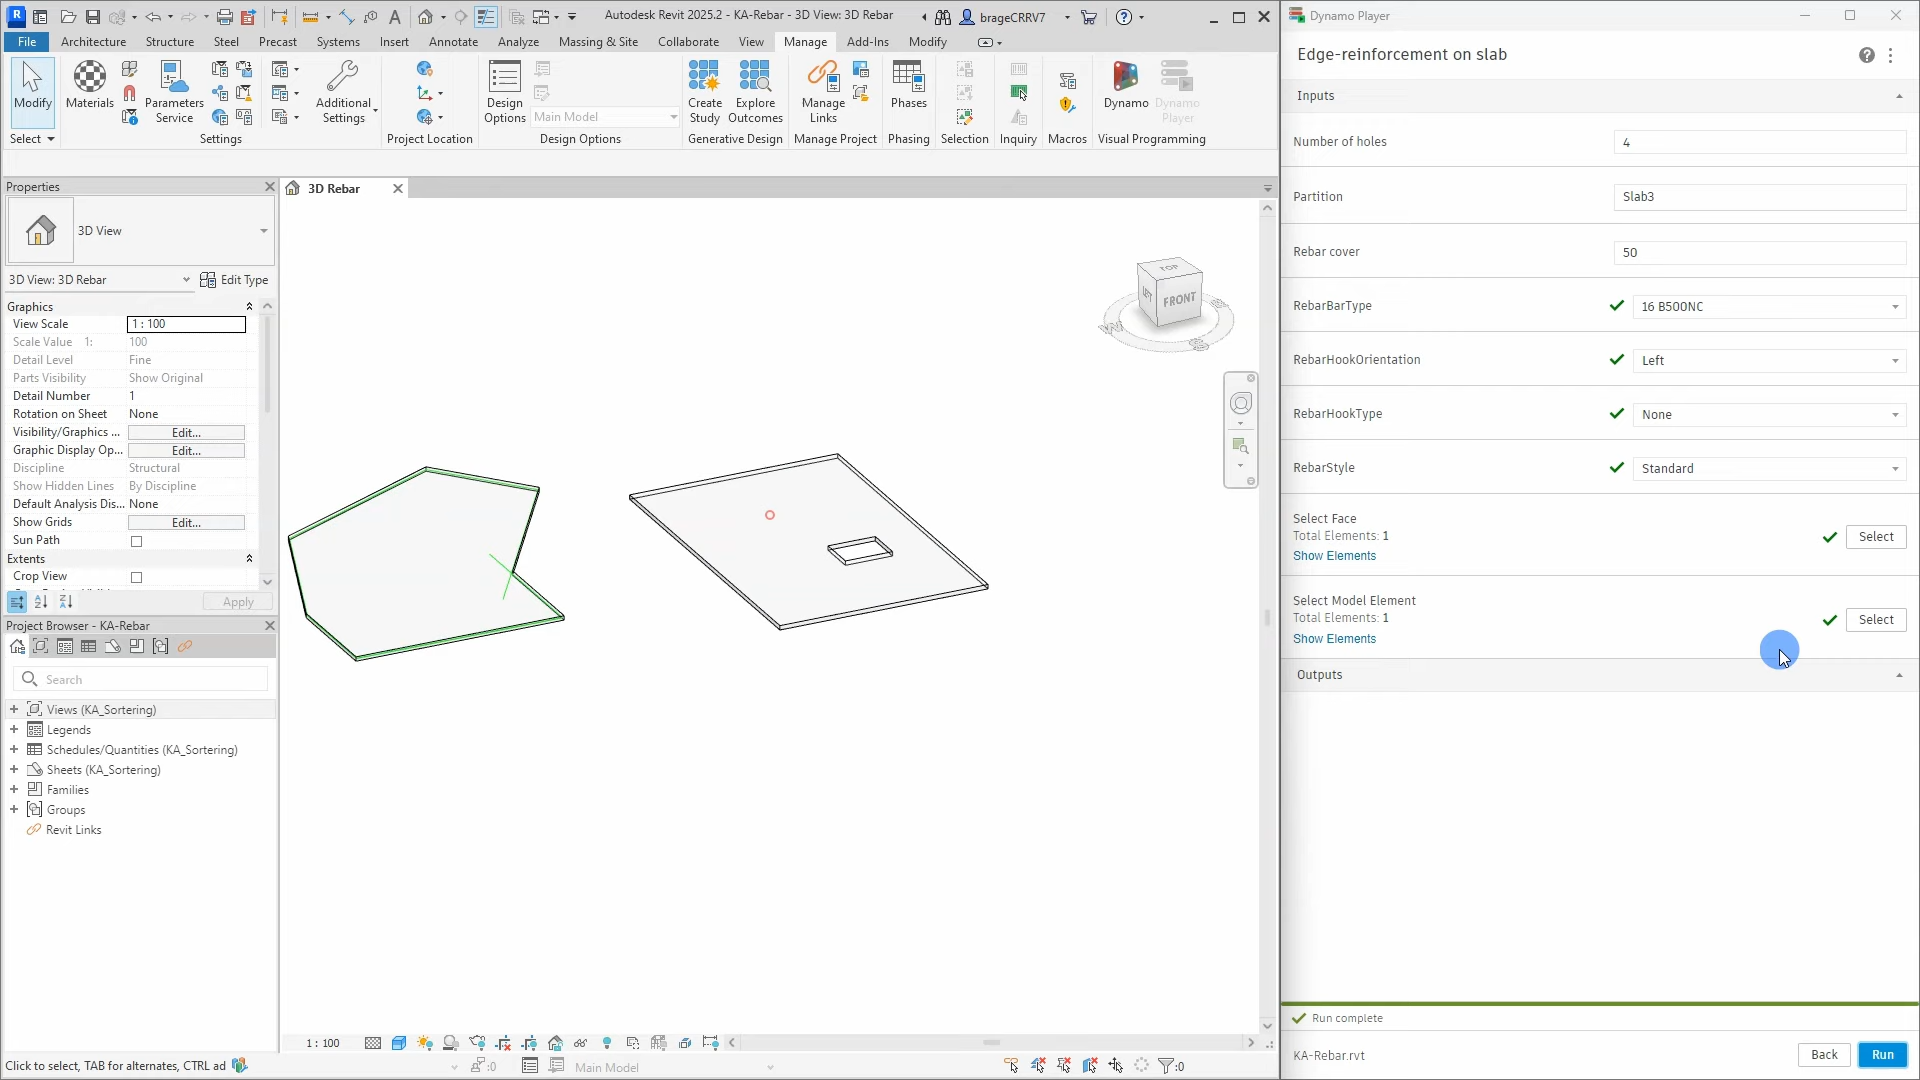 Autodesk Revit 2025.2 - KA-Rebar - 3D View: 3D Rebar
brageCRRV7
File Architecture Structure Steel Precast Systems Insert Annotate Analyze Massing & Site Collaborate View Manage Add-Ins Modify
Modify
Materials
Parameters Service
Additional Settings
Design Options
Main Model
Create Study
Explore Outcomes
Manage Links
Phases
Dynamo
Dynamo Player
Select
Settings
Project Location
Design Options
Generative Design
Manage Project
Phasing
Selection
Inquiry
Macros
Visual Programming
Properties
3D View
3D View: 3D Rebar
Edit Type
Graphics
View Scale 1 : 100
Scale Value 1: 100
Detail Level Fine
Parts Visibility Show Original
Detail Number 1
Rotation on Sheet None
Visibility/Graphics ... Edit...
Graphic Display Op... Edit...
Discipline Structural
Show Hidden Lines By Discipline
Default Analysis Dis... None
Show Grids Edit...
Sun Path
Extents
Crop View
Apply
Project Browser - KA-Rebar
Search
Views (KA_Sortering)
Legends
Schedules/Quantities (KA_Sortering)
Sheets (KA_Sortering)
Families
Groups
Revit Links
3D Rebar
TOP
LEFT
FRONT
1 : 100
Click to select, TAB for alternates, CTRL ad
:0
Main Model
:0
Dynamo Player
Edge-reinforcement on slab
Inputs
Number of holes 4
Partition Slab3
Rebar cover 50
RebarBarType 16 B500NC
RebarHookOrientation Left
RebarHookType None
RebarStyle Standard
Select Face
Total Elements: 1
Show Elements
Select
Select Model Element
Total Elements: 1
Show Elements
Select
Outputs
Run complete
KA-Rebar.rvt
Back
Run